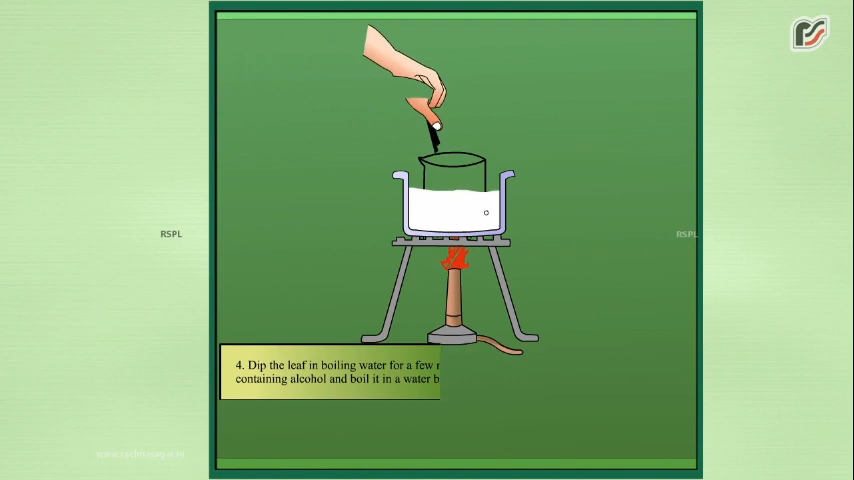 RSPL
RSPL
4. Dip the leaf in boiling water for a few
containing alcohol and boil it in a water b